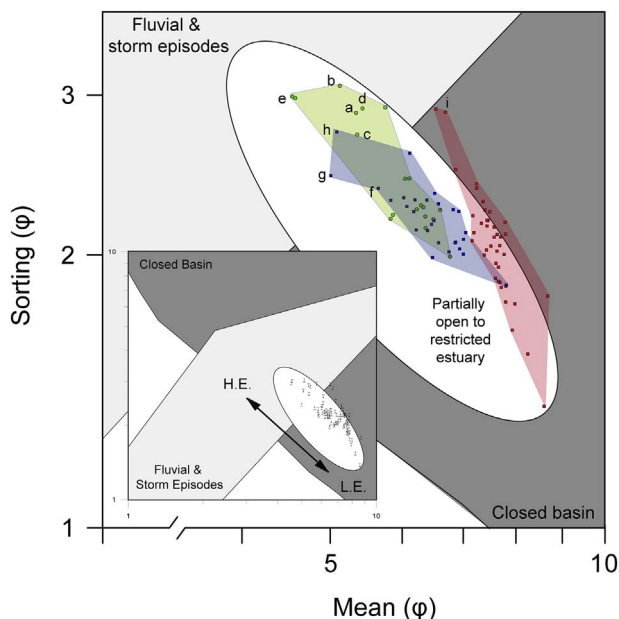 Fluvial &
storm episodes
3
b
i
e
a
d
h
c
g
f
Sorting (φ)
2
10
Closed Basin
Partially
open to
restricted
estuary
H.E.
L.E.
Fluvial &
Storm Episodes
1
1
10
Closed basin
1
5
10
Mean (φ)